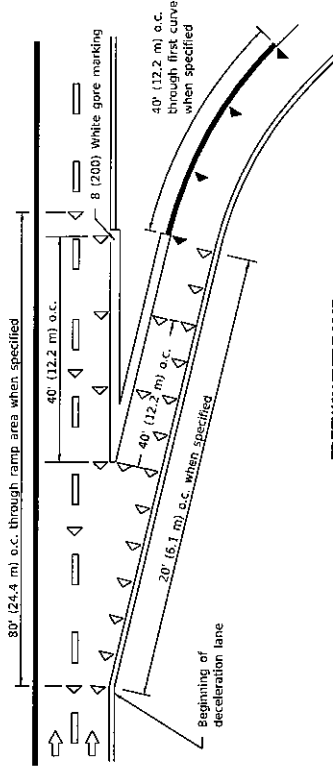 80' (24.4 m) o.c. through ramp area when specified
40' (12.2 m) o.c.
8 (200) White gore marking
40' (12.2 m) o.c.
through first curve
when specified
40' (12.2 m) o.c.
20' (6.1 m) o.c. when specified
Beginning of
deceleration lane